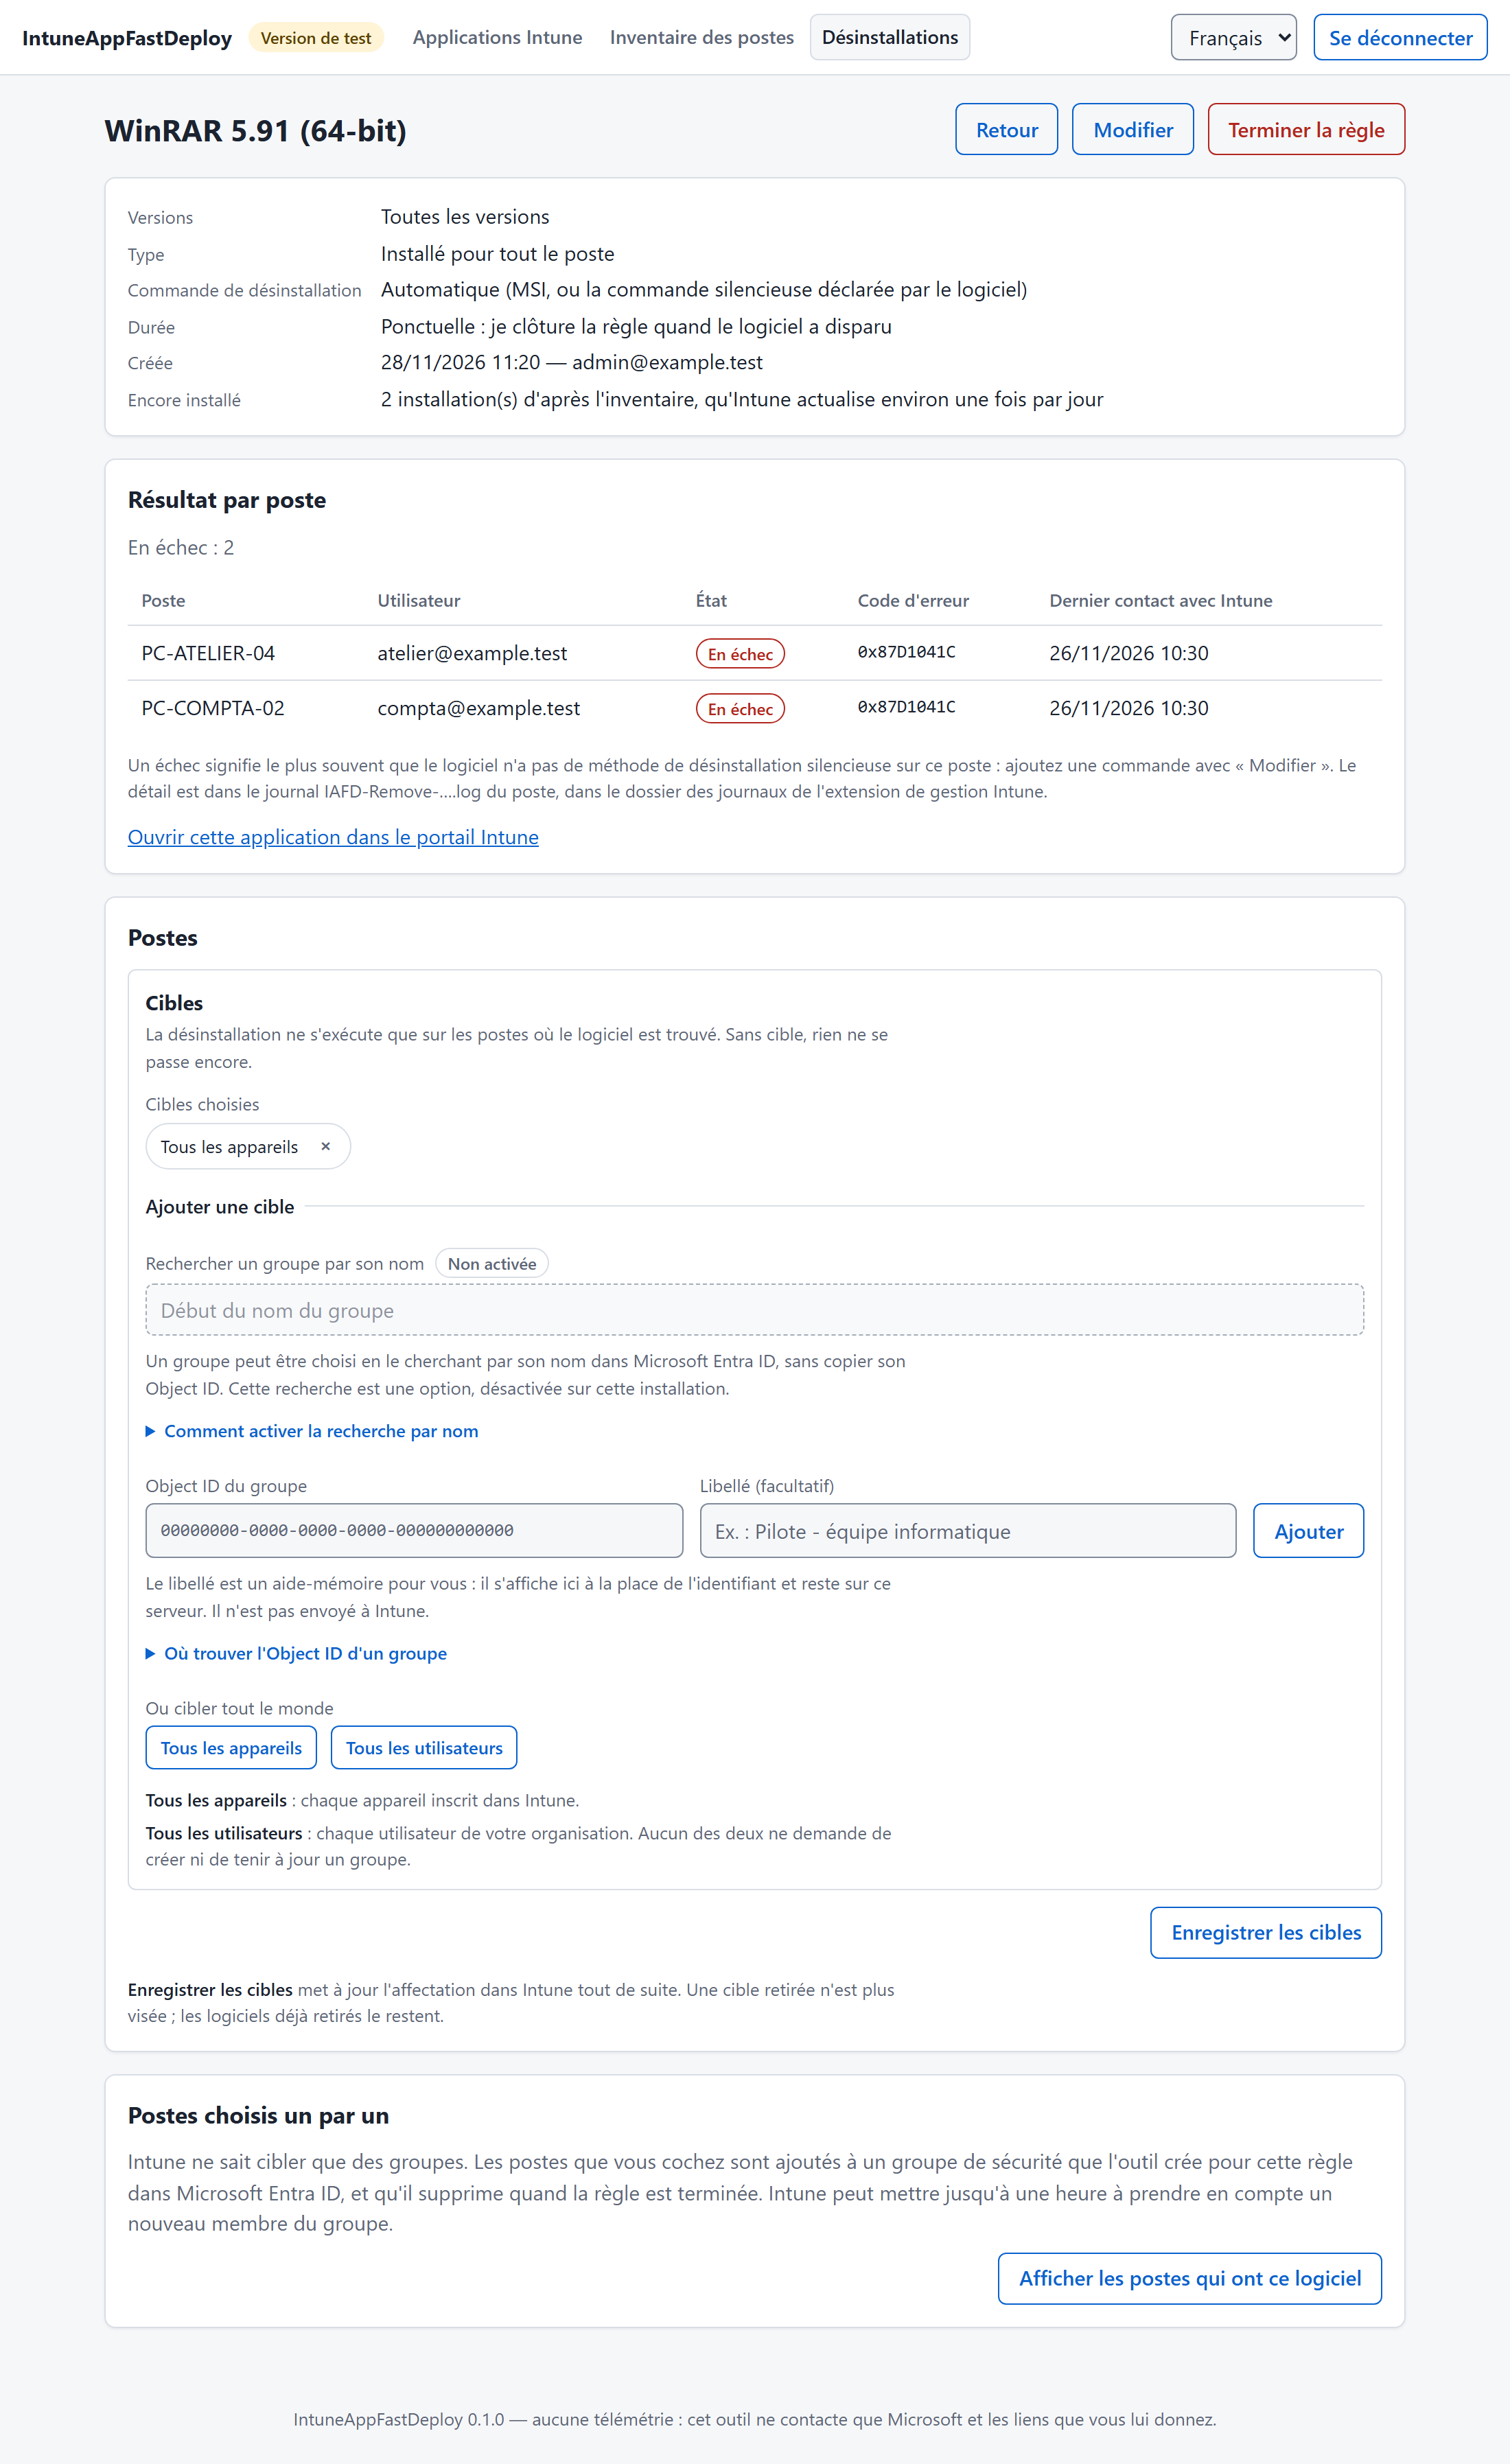 IntuneAppFastDeploy Version de test Applications Intune Inventaire des postes Désinstallations Français Se déconnecter
WinRAR 5.91 (64-bit) Retour Modifier Terminer la règle
Versions Toutes les versions
Type Installé pour tout le poste
Commande de désinstallation Automatique (MSI, ou la commande silencieuse déclarée par le logiciel)
Durée Ponctuelle : je clôture la règle quand le logiciel a disparu
Créée 28/11/2026 11:20 — admin@example.test
Encore installé 2 installation(s) d'après l'inventaire, qu'Intune actualise environ une fois par jour
Résultat par poste
En échec : 2
Poste Utilisateur État Code d'erreur Dernier contact avec Intune
PC-ATELIER-04 atelier@example.test En échec 0x87D1041C 26/11/2026 10:30
PC-COMPTA-02 compta@example.test En échec 0x87D1041C 26/11/2026 10:30
Un échec signifie le plus souvent que le logiciel n'a pas de méthode de désinstallation silencieuse sur ce poste : ajoutez une commande avec « Modifier ». Le
détail est dans le journal IAFD-Remove-....log du poste, dans le dossier des journaux de l'extension de gestion Intune.
Ouvrir cette application dans le portail Intune
Postes
Cibles
La désinstallation ne s'exécute que sur les postes où le logiciel est trouvé. Sans cible, rien ne se
passe encore.
Cibles choisies
Tous les appareils ×
Ajouter une cible
Rechercher un groupe par son nom Non activée
Début du nom du groupe
Un groupe peut être choisi en le cherchant par son nom dans Microsoft Entra ID, sans copier son
Object ID. Cette recherche est une option, désactivée sur cette installation.
Comment activer la recherche par nom
Object ID du groupe Libellé (facultatif)
00000000-0000-0000-0000-000000000000 Ex. : Pilote - équipe informatique Ajouter
Le libellé est un aide-mémoire pour vous : il s'affiche ici à la place de l'identifiant et reste sur ce
serveur. Il n'est pas envoyé à Intune.
Où trouver l'Object ID d'un groupe
Ou cibler tout le monde
Tous les appareils Tous les utilisateurs
Tous les appareils : chaque appareil inscrit dans Intune.
Tous les utilisateurs : chaque utilisateur de votre organisation. Aucun des deux ne demande de
créer ni de tenir à jour un groupe.
Enregistrer les cibles
Enregistrer les cibles met à jour l'affectation dans Intune tout de suite. Une cible retirée n'est plus
visée ; les logiciels déjà retirés le restent.
Postes choisis un par un
Intune ne sait cibler que des groupes. Les postes que vous cochez sont ajoutés à un groupe de sécurité que l'outil crée pour cette règle
dans Microsoft Entra ID, et qu'il supprime quand la règle est terminée. Intune peut mettre jusqu'à une heure à prendre en compte un
nouveau membre du groupe.
Afficher les postes qui ont ce logiciel
IntuneAppFastDeploy 0.1.0 — aucune télémétrie : cet outil ne contacte que Microsoft et les liens que vous lui donnez.